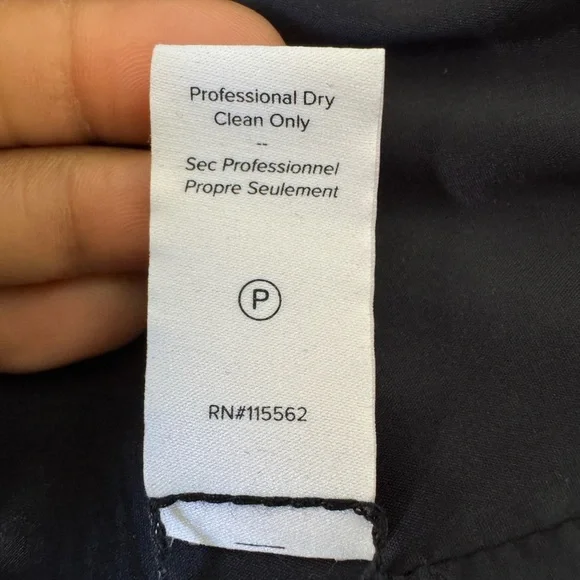 Professional Dry
Clean Only
--
Sec Professionnel
Propre Seulement
P
RN#115562